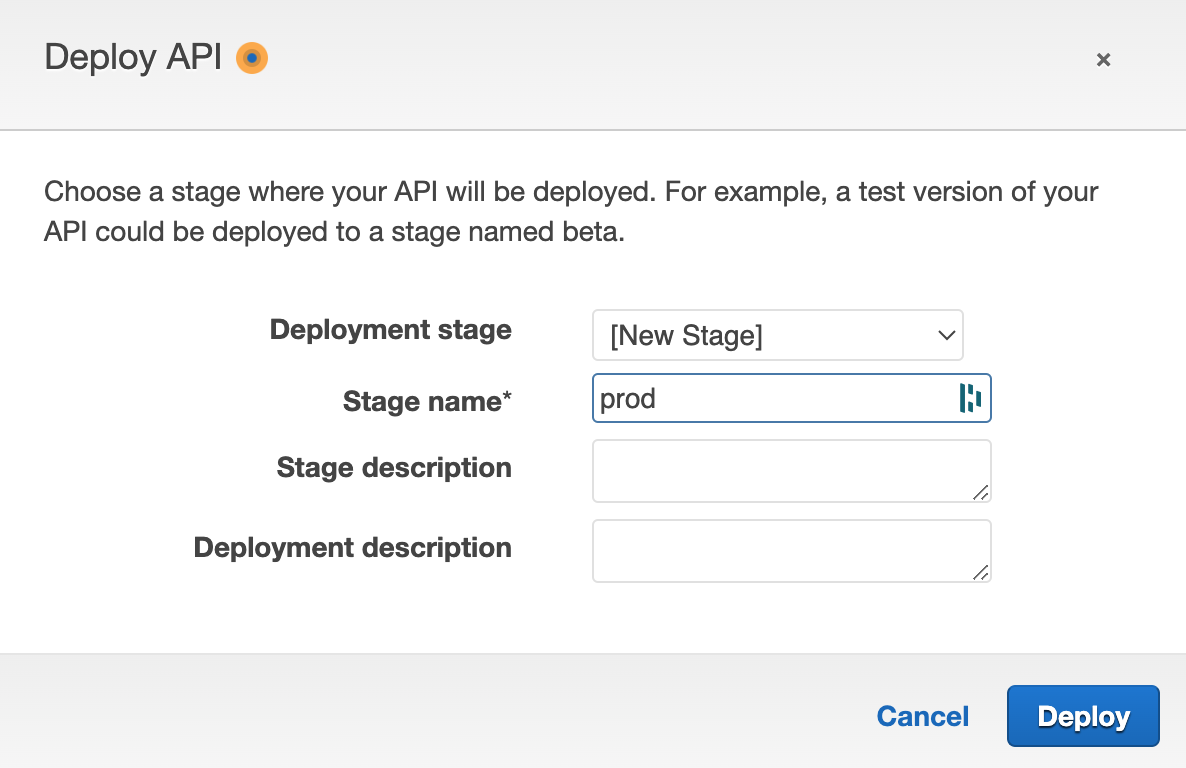 Deploy API
×
Choose a stage where your API will be deployed. For example, a test version of your
API could be deployed to a stage named beta.
Deployment stage [New Stage]
Stage name* prod
Stage description
Deployment description
Cancel Deploy